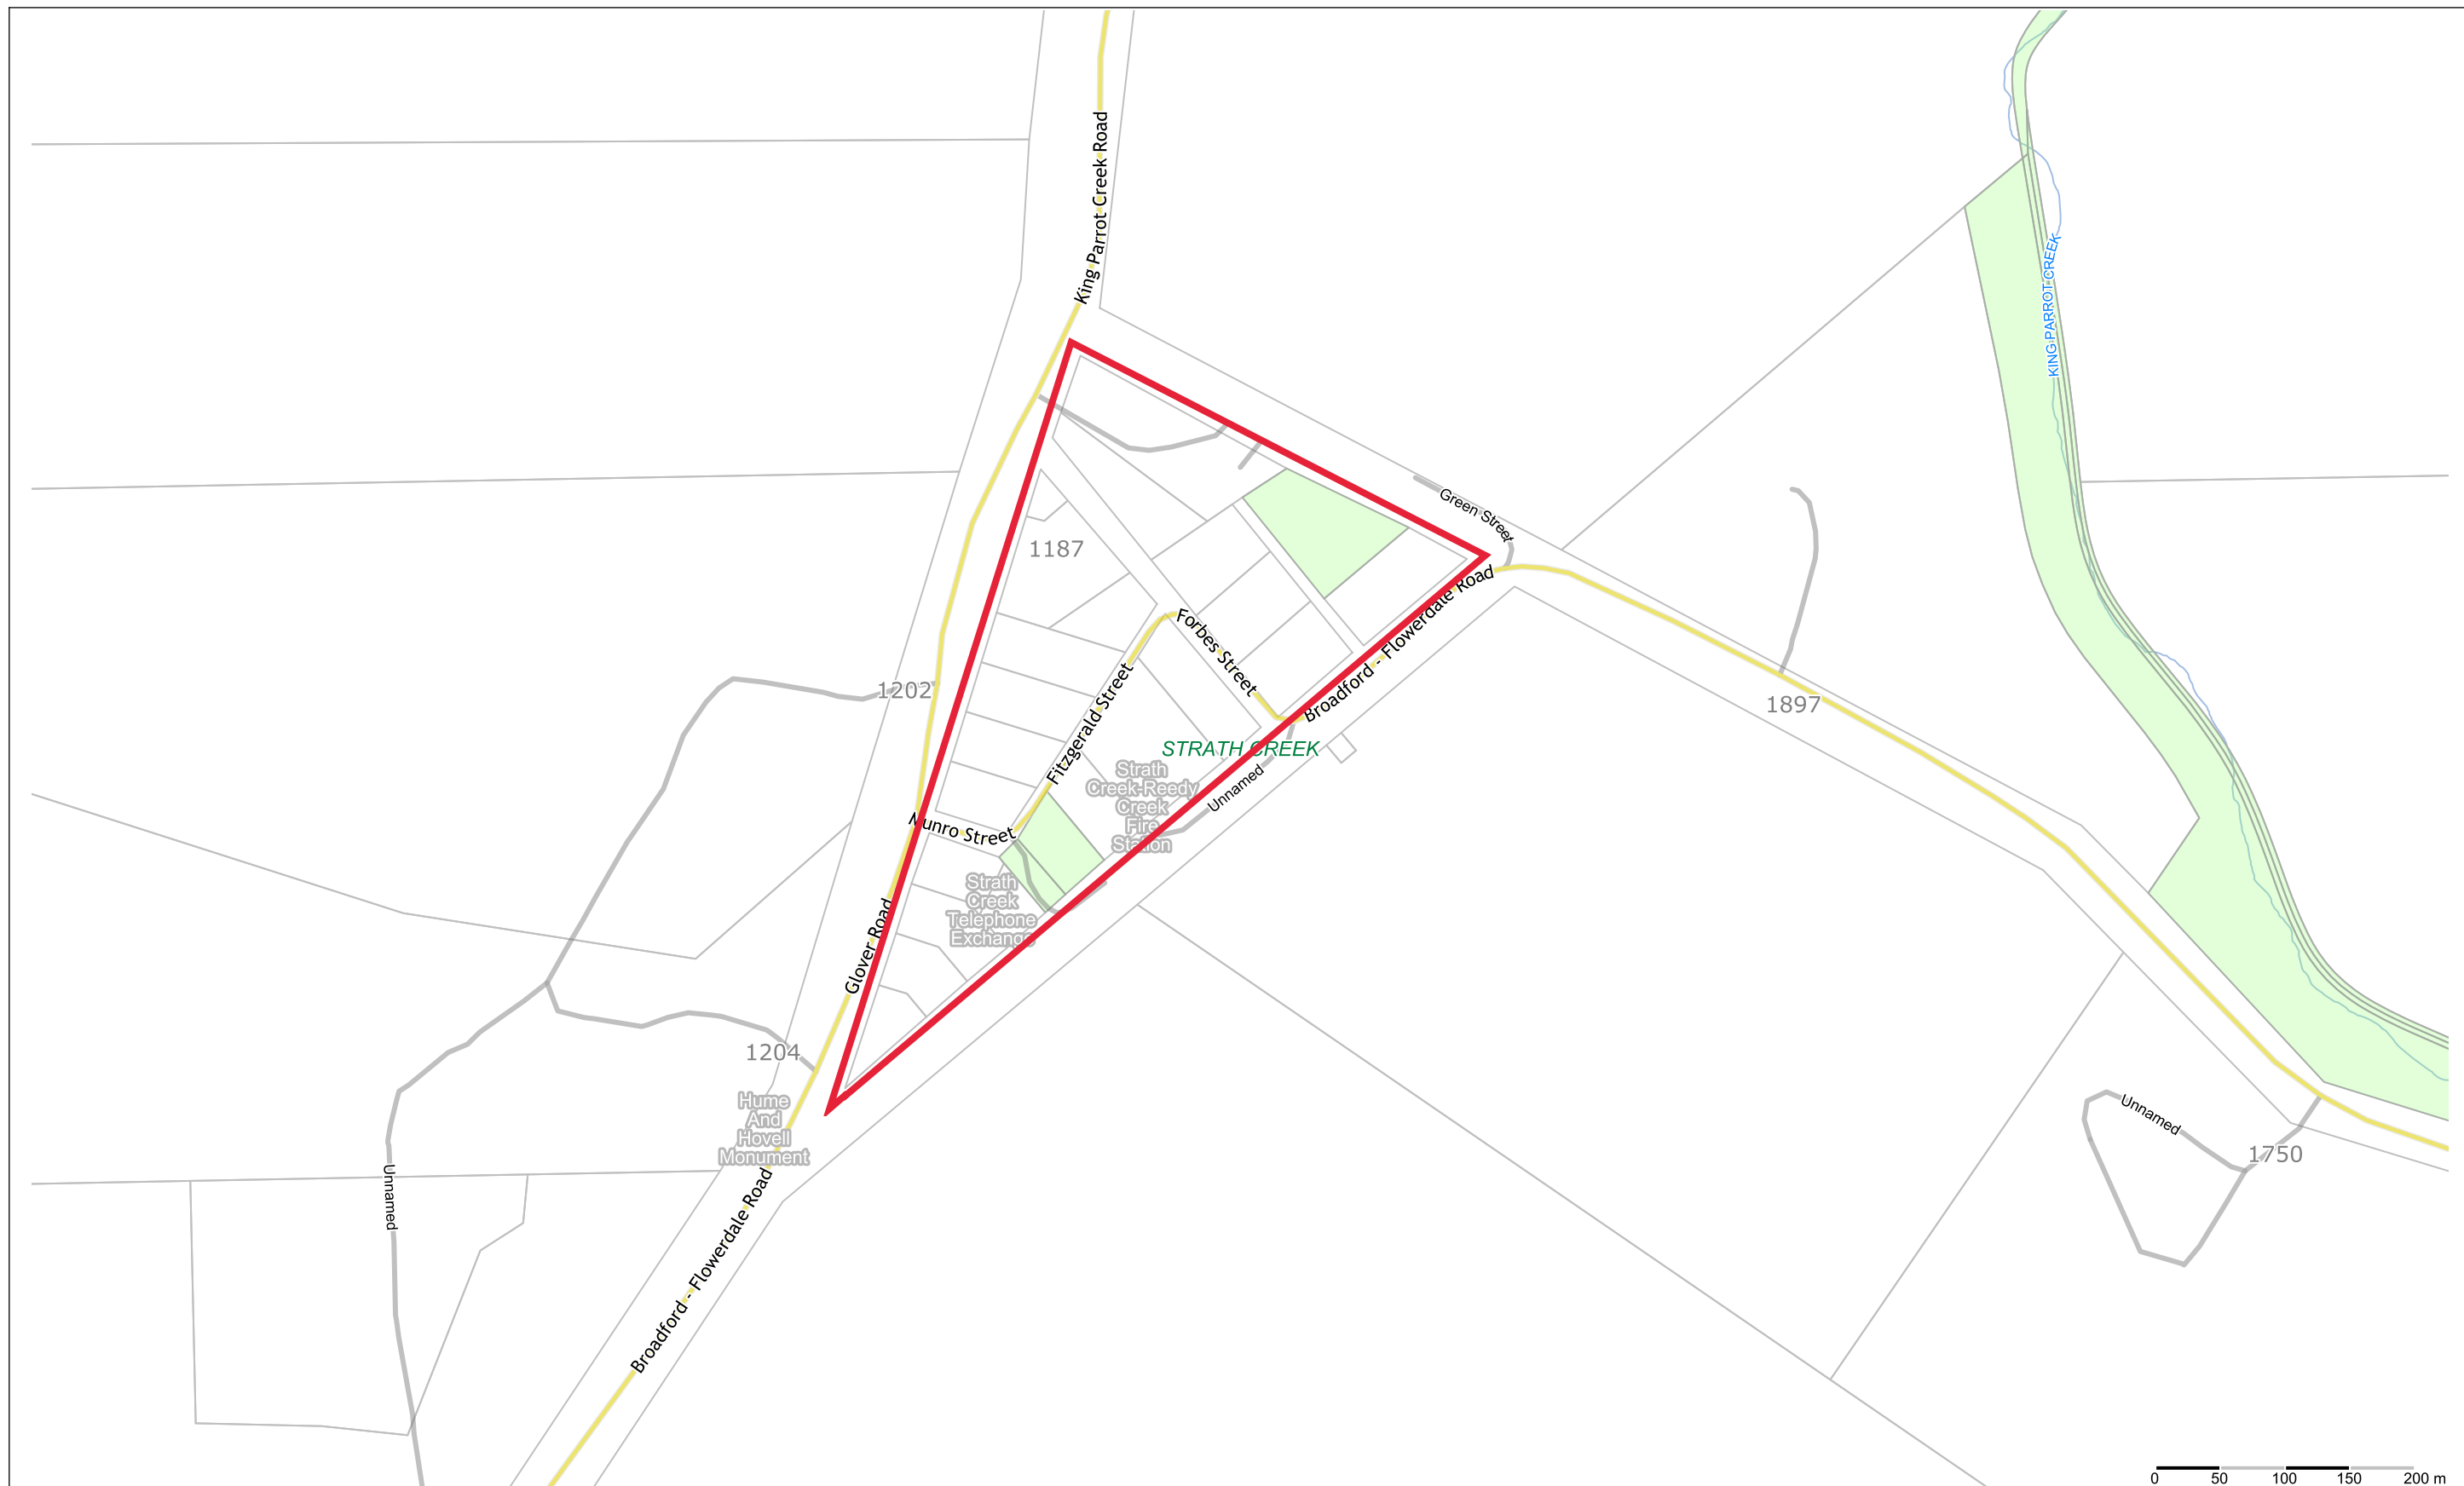 King Parrot Creek Road
KING PARROT CREEK
Green Street
1187
Broadford - Flowerdale Road
Forbes Street
1202
Fitzgerald Street
1897
STRATH CREEK
Strath
Creek-Reedy
Creek
Fire
Station
Unnamed
Munro Street
Strath
Creek
Telephone
Exchange
Glover Road
1204
Hume
And
Hovell
Monument
Unnamed
1750
Unnamed
Broadford - Flowerdale Road
0 50 100 150 200 m